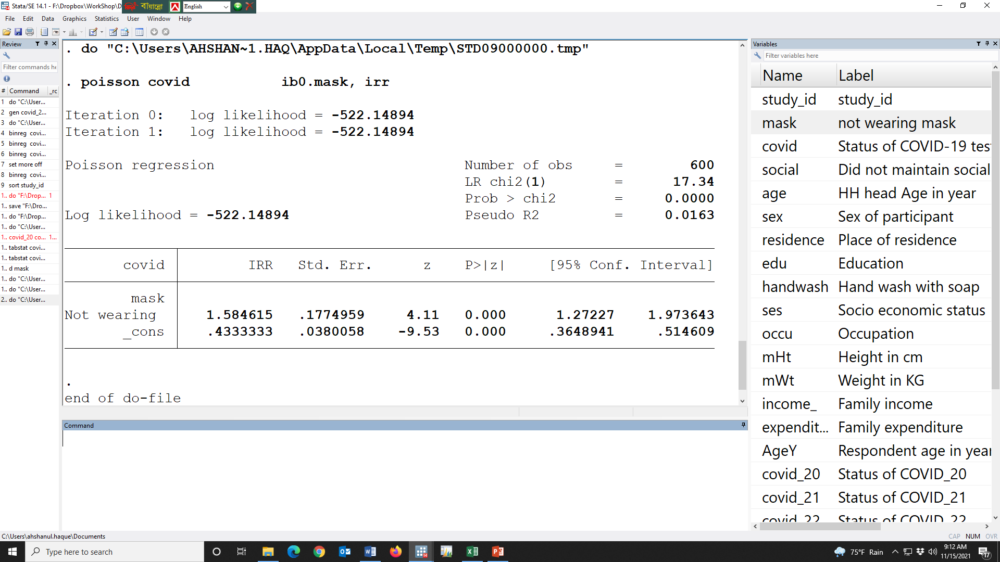 Stata/SE 14.1 - F:\Dropbox\WorkShop\D
বায়ান্নো
English
File Edit Data Graphics Statistics User Window Help
Review
Filter commands he
# Command _rc
1 do "C:\User...
2 gen covid_2...
3 do "C:\User...
4 binreg covi...
5 binreg covi...
6 binreg covi...
7 set more off
8 binreg covi...
9 sort study_id
1.. do "F:\Drop... 1
1.. save "F:\Dro...
1.. do "F:\Drop...
1.. do "C:\User...
1.. covid_20 co... 1...
1.. tabstat covi...
1.. tabstat covi...
1.. d mask
1.. do "C:\User...
1.. do "C:\User...
2.. do "C:\User...
. do "C:\Users\AHSHAN~1.HAQ\AppData\Local\Temp\STD09000000.tmp"
. poisson covid ib0.mask, irr
Iteration 0: log likelihood = -522.14894
Iteration 1: log likelihood = -522.14894
Poisson regression Number of obs = 600
LR chi2(1) = 17.34
Prob > chi2 = 0.0000
Log likelihood = -522.14894 Pseudo R2 = 0.0163
covid IRR Std. Err. z P>|z| [95% Conf. Interval]
mask
Not wearing 1.584615 .1774959 4.11 0.000 1.27227 1.973643
_cons .4333333 .0380058 -9.53 0.000 .3648941 .514609
.
end of do-file
Command
Variables
Filter variables here
Name Label
study_id study_id
mask not wearing mask
covid Status of COVID-19 tes
social Did not maintain social
age HH head Age in year
sex Sex of participant
residence Place of residence
edu Education
handwash Hand wash with soap
ses Socio economic status
occu Occupation
mHt Height in cm
mWt Weight in KG
income_ Family income
expendit... Family expenditure
AgeY Respondent age in year
covid_20 Status of COVID_20
covid_21 Status of COVID_21
covid_22 Status of COVID_22
C:\Users\ahshanul.haque\Documents
CAP NUM OVR
Type here to search
75°F Rain
9:12 AM
11/15/2021
17